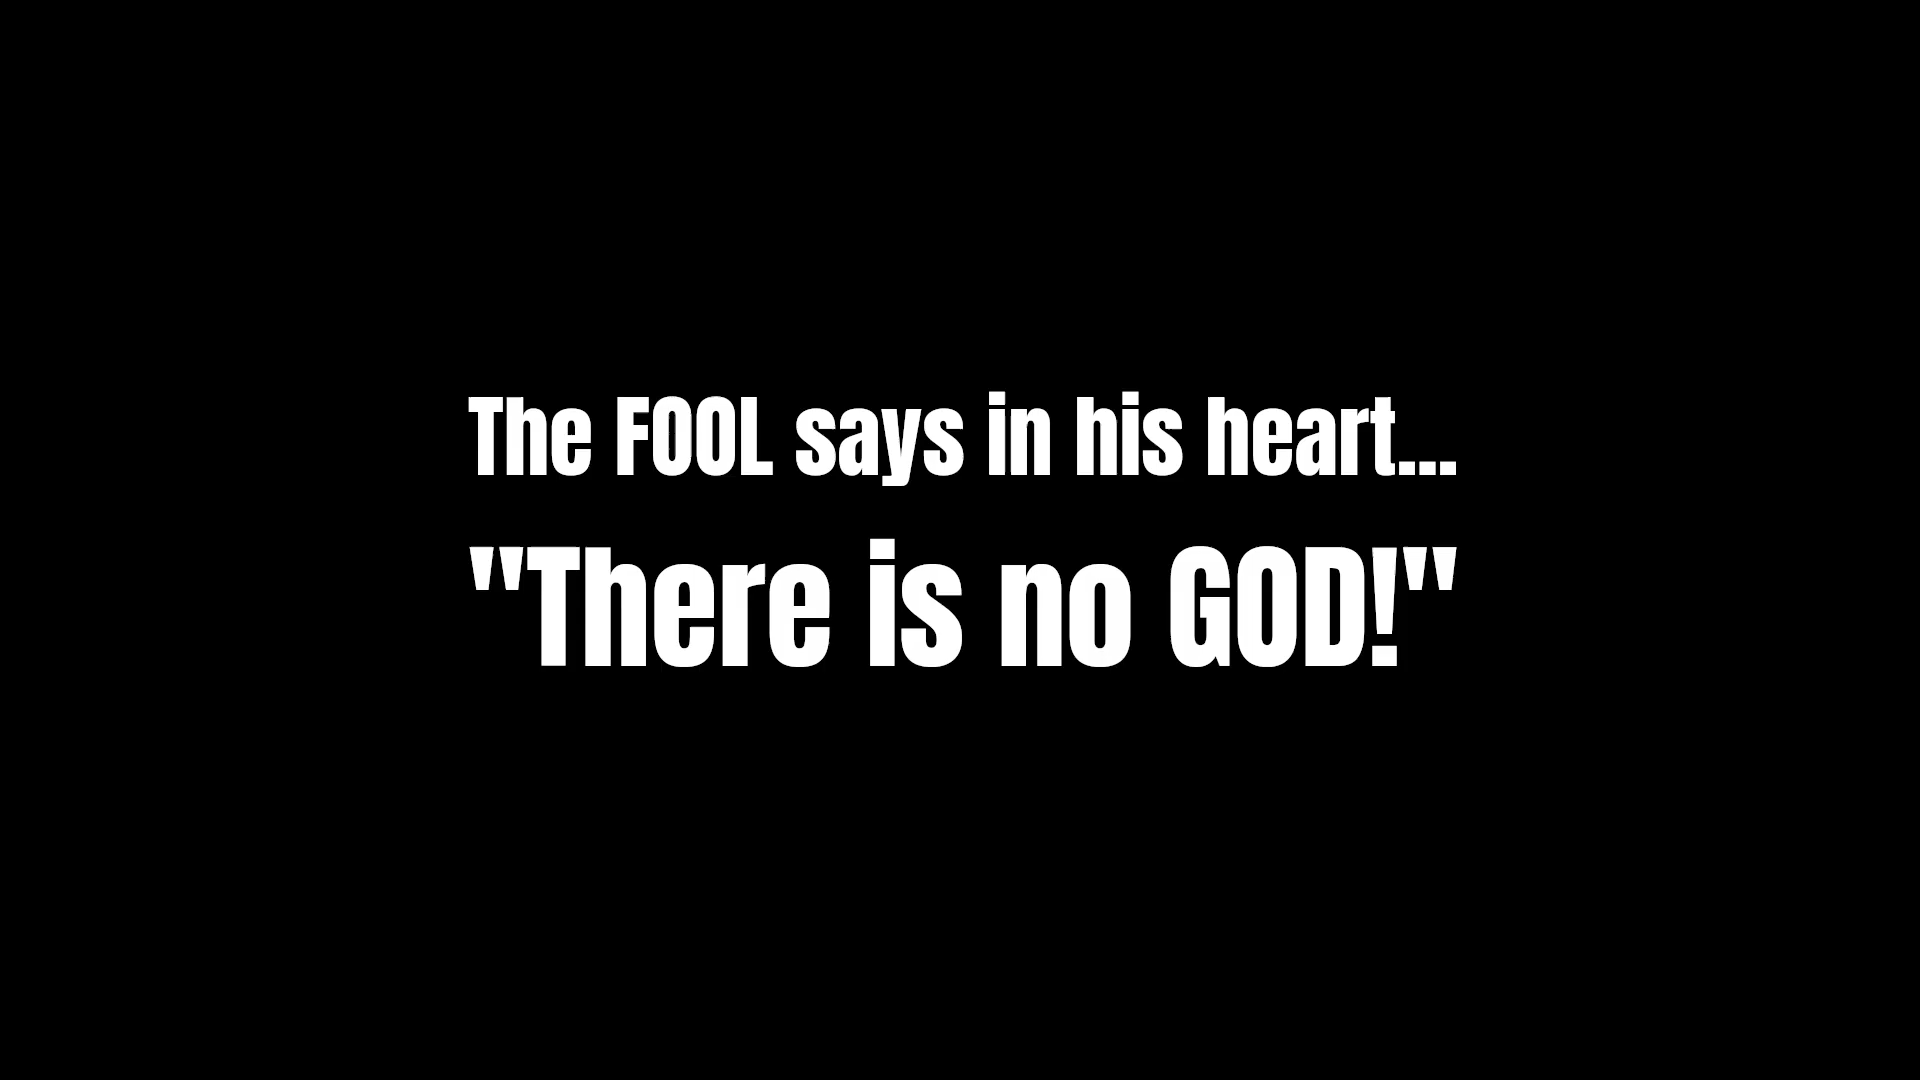 The FOOL says in his heart...
"There is no GOD!"